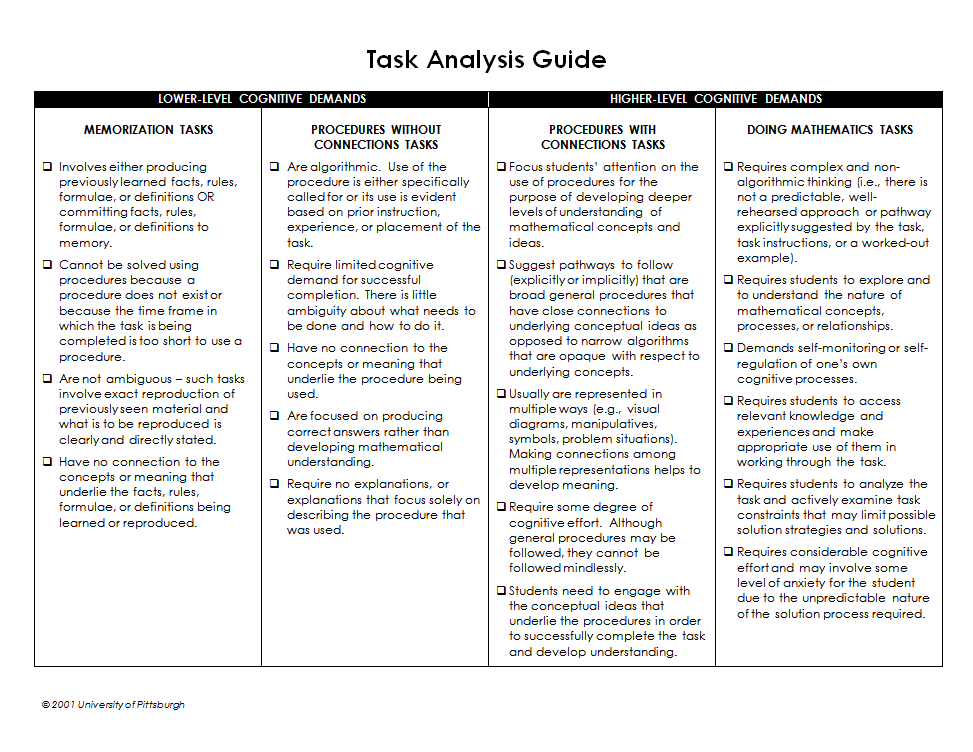 Task Analysis Guide
LOWER-LEVEL COGNITIVE DEMANDS
HIGHER-LEVEL COGNITIVE DEMANDS
MEMORIZATION TASKS
❑ Involves either producing
previously learned facts, rules,
formulae, or definitions OR
committing facts, rules,
formulae, or definitions to
memory.
❑ Cannot be solved using
procedures because a
procedure does not exist or
because the time frame in
which the task is being
completed is too short to use a
procedure.
❑ Are not ambiguous – such tasks
involve exact reproduction of
previously seen material and
what is to be reproduced is
clearly and directly stated.
❑ Have no connection to the
concepts or meaning that
underlie the facts, rules,
formulae, or definitions being
learned or reproduced.
PROCEDURES WITHOUT
CONNECTIONS TASKS
❑ Are algorithmic. Use of the
procedure is either specifically
called for or its use is evident
based on prior instruction,
experience, or placement of the
task.
❑ Require limited cognitive
demand for successful
completion. There is little
ambiguity about what needs to
be done and how to do it.
❑ Have no connection to the
concepts or meaning that
underlie the procedure being
used.
❑ Are focused on producing
correct answers rather than
developing mathematical
understanding.
❑ Require no explanations, or
explanations that focus solely on
describing the procedure that
was used.
PROCEDURES WITH
CONNECTIONS TASKS
❑ Focus students’ attention on the
use of procedures for the
purpose of developing deeper
levels of understanding of
mathematical concepts and
ideas.
❑ Suggest pathways to follow
(explicitly or implicitly) that are
broad general procedures that
have close connections to
underlying conceptual ideas as
opposed to narrow algorithms
that are opaque with respect to
underlying concepts.
❑ Usually are represented in
multiple ways (e.g., visual
diagrams, manipulatives,
symbols, problem situations).
Making connections among
multiple representations helps to
develop meaning.
❑ Require some degree of
cognitive effort. Although
general procedures may be
followed, they cannot be
followed mindlessly.
❑ Students need to engage with
the conceptual ideas that
underlie the procedures in order
to successfully complete the task
and develop understanding.
DOING MATHEMATICS TASKS
❑ Requires complex and non-
algorithmic thinking (i.e., there is
not a predictable, well-
rehearsed approach or pathway
explicitly suggested by the task,
task instructions, or a worked-out
example).
❑ Requires students to explore and
to understand the nature of
mathematical concepts,
processes, or relationships.
❑ Demands self-monitoring or self-
regulation of one’s own
cognitive processes.
❑ Requires students to access
relevant knowledge and
experiences and make
appropriate use of them in
working through the task.
❑ Requires students to analyze the
task and actively examine task
constraints that may limit possible
solution strategies and solutions.
❑ Requires considerable cognitive
effort and may involve some
level of anxiety for the student
due to the unpredictable nature
of the solution process required.
© 2001 University of Pittsburgh